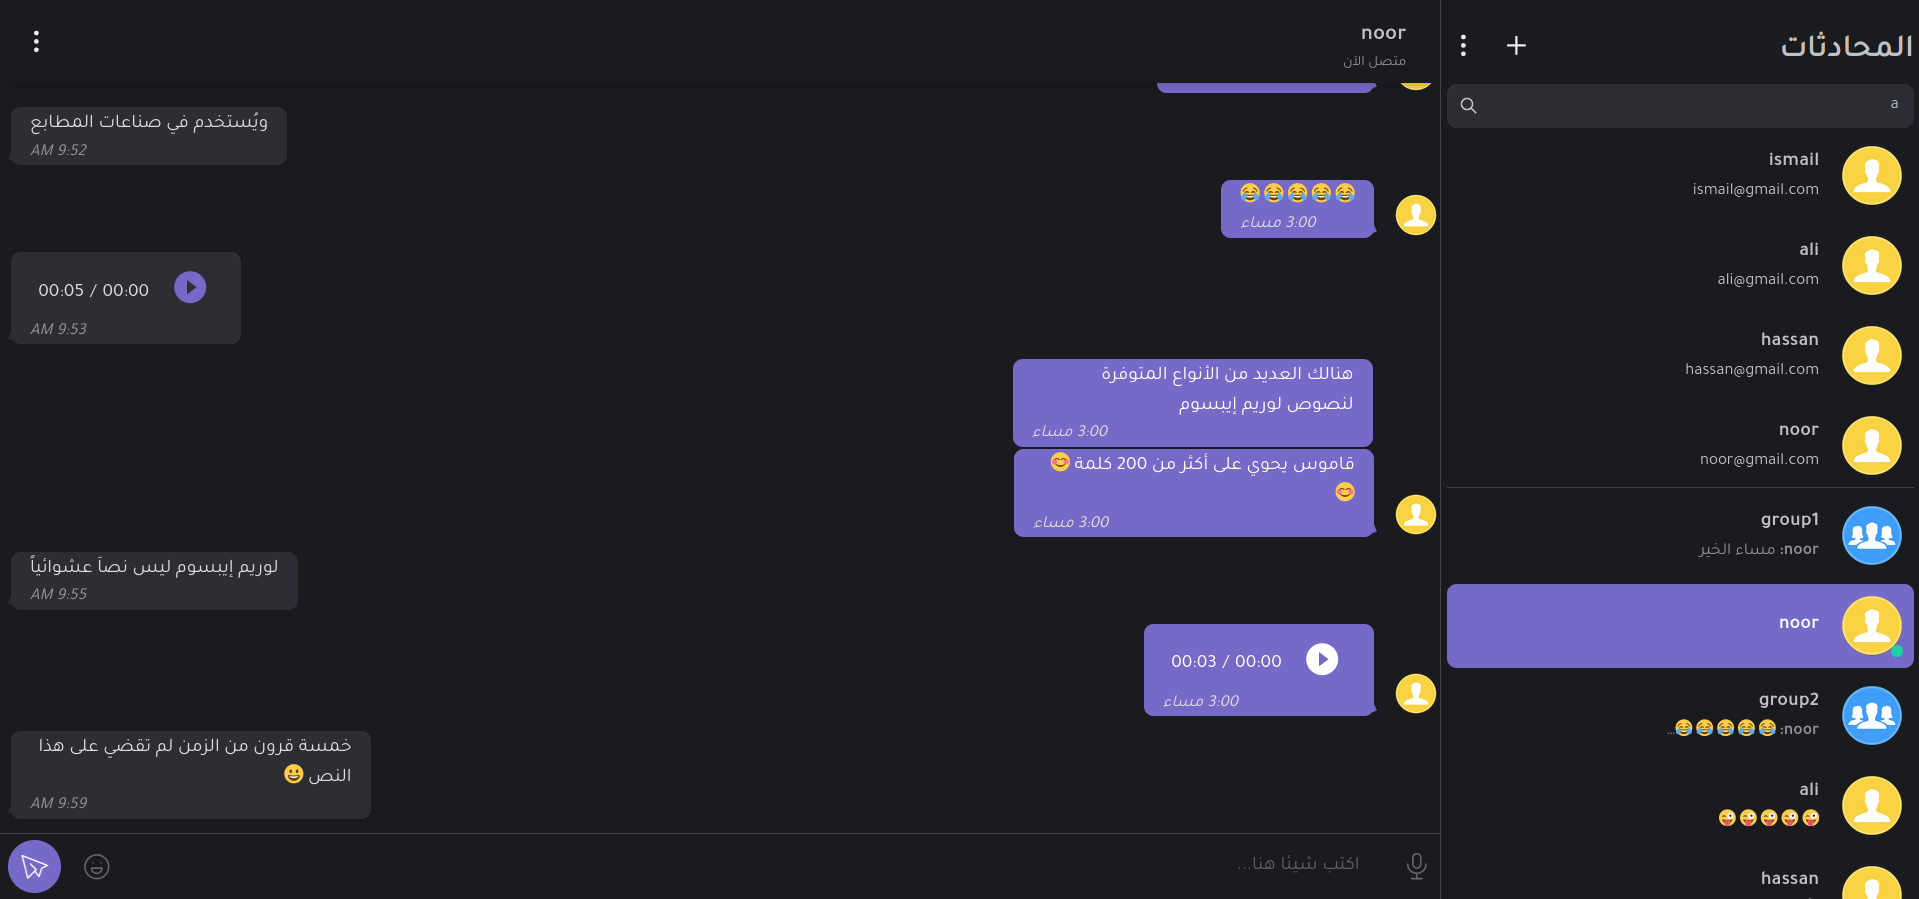 المحادثات
a
ismail
ismail@gmail.com
ali
ali@gmail.com
hassan
hassan@gmail.com
noor
noor@gmail.com
group1
noor: مساء الخير
noor
group2
noor: 😂😂😂😂😂...
ali
😜😜😜😜😜
hassan
noor
متصل الآن
ويُستخدم في صناعات المطابع
9:52 AM
😂😂😂😂😂
3:00 مساء
00:05 / 00:00
9:53 AM
هنالك العديد من الأنواع المتوفرة
لنصوص لوريم إيبسوم
3:00 مساء
قاموس يحوي على أكثر من 200 كلمة 😊
😊
3:00 مساء
لوريم إيبسوم ليس نصاَ عشوائياً
9:55 AM
00:03 / 00:00
3:00 مساء
خمسة قرون من الزمن لم تقضي على هذا
النص 😃
9:59 AM
اكتب شيئا هنا...